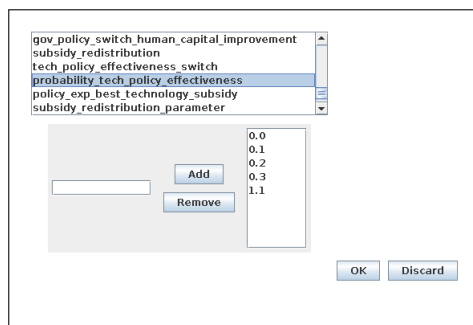 gov_policy_switch_human_capital_improvement
subsidy_redistribution
tech_policy_effectiveness_switch
probability_tech_policy_effectiveness
policy_exp_best_technology_subsidy
subsidy_redistribution_parameter
0.0
0.1
0.2
0.3
1.1
Add
Remove
OK
Discard